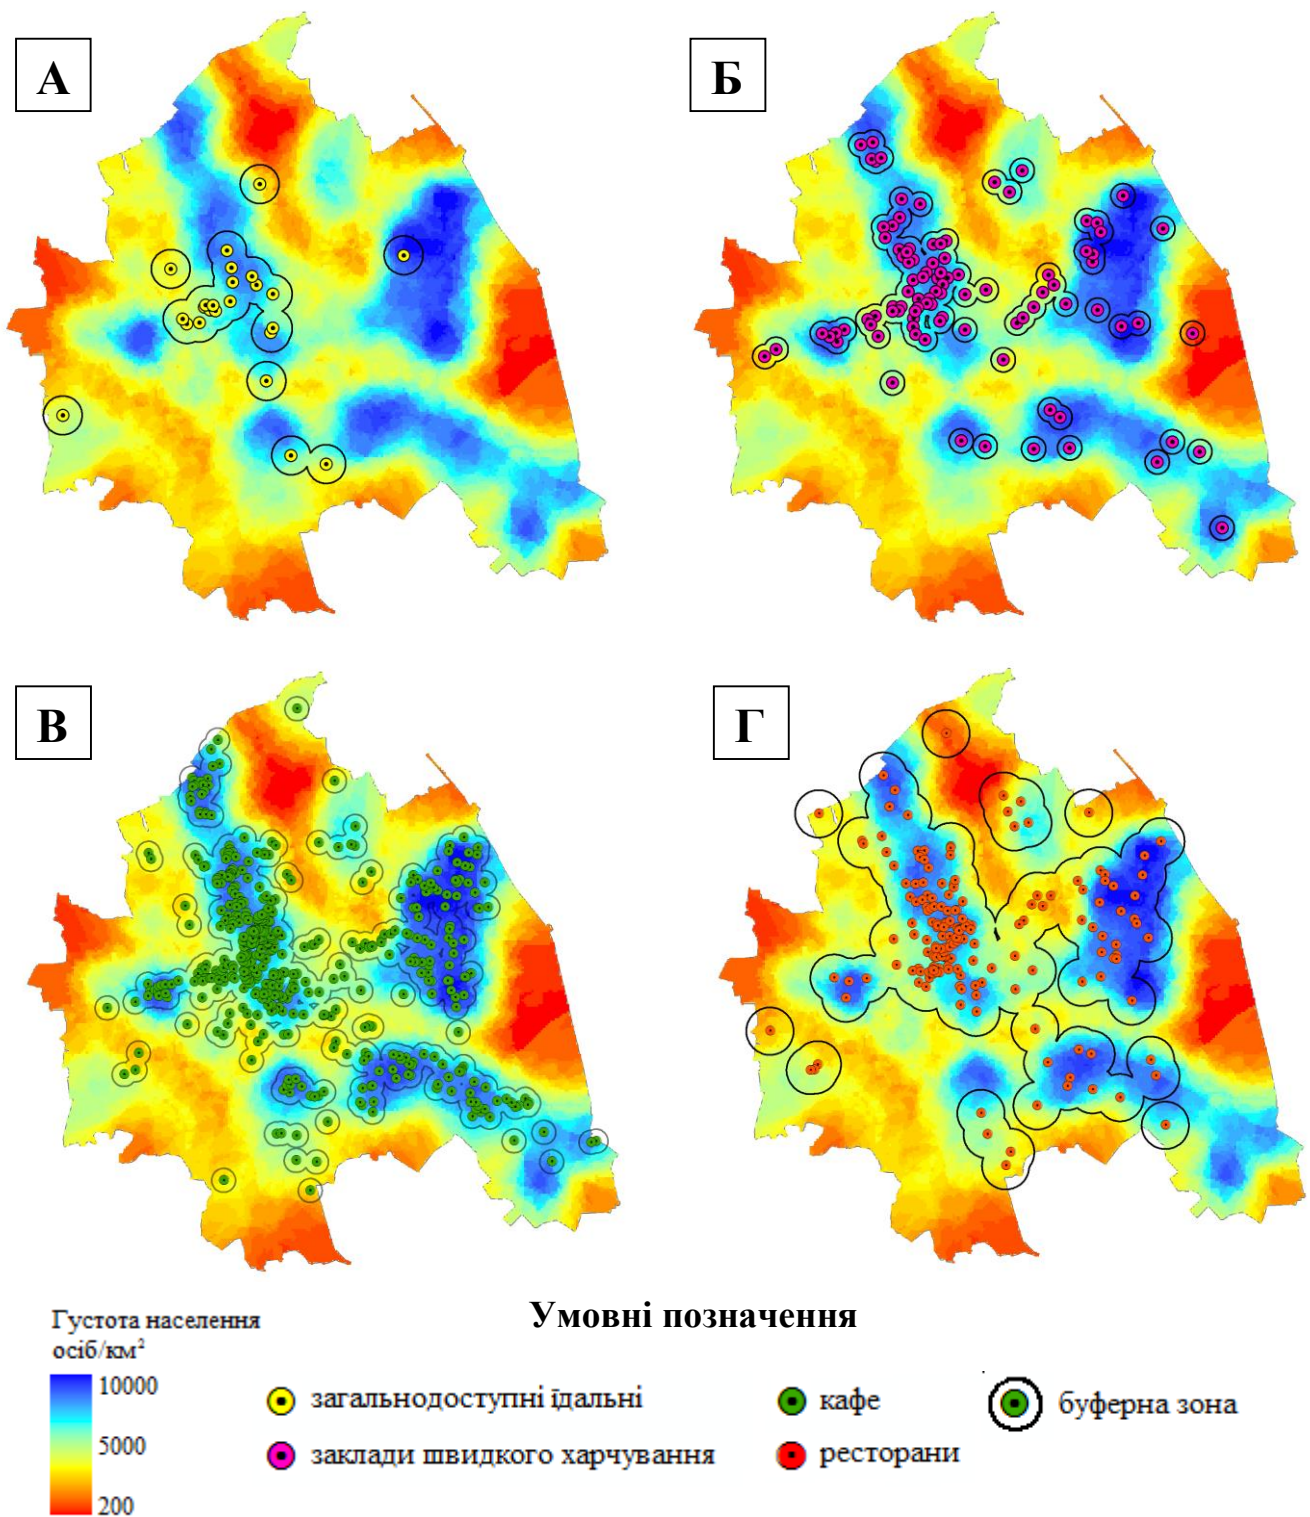 А
Б
В
Г
Умовні позначення
Густота населення
осіб/км²
10000
5000
200
загальнодоступні їдальні
заклади швидкого харчування
кафе
ресторани
буферна зона